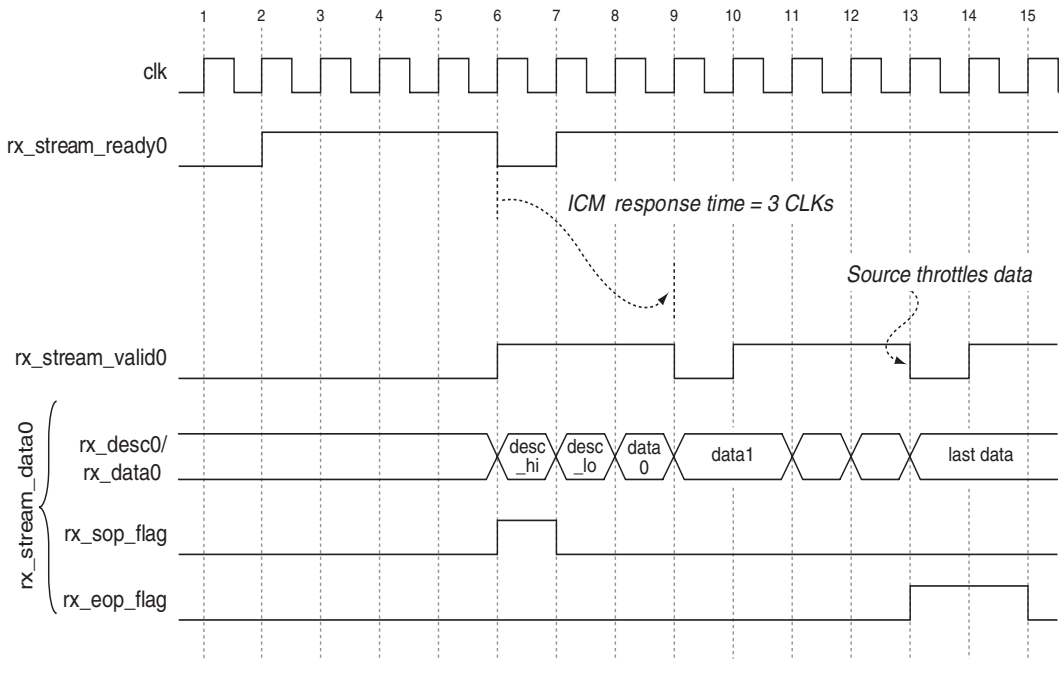 1 2 3 4 5 6 7 8 9 10 11 12 13 14 15
clk
rx_stream_ready0
ICM response time = 3 CLKs
Source throttles data
rx_stream_valid0
rx_stream_data0
rx_desc0/
rx_data0
desc
_hi
desc
_lo
data
0
data1
last data
rx_sop_flag
rx_eop_flag